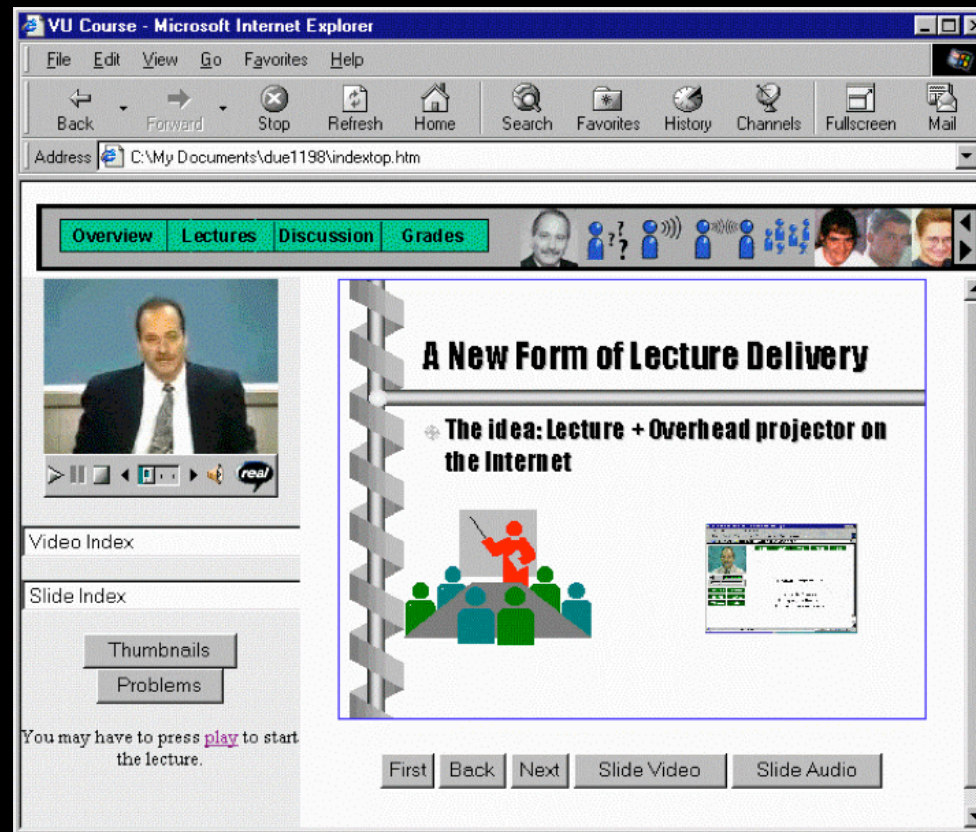 VU Course - Microsoft Internet Explorer
File Edit View Go Favorites Help
Back Forward Stop Refresh Home Search Favorites History Channels Fullscreen Mail
Address C:\My Documents\due1198\indextop.htm
Overview Lectures Discussion Grades
???
A New Form of Lecture Delivery
The idea: Lecture + Overhead projector on
the Internet
real
Video Index
Slide Index
Thumbnails
Problems
You may have to press play to start
the lecture.
First Back Next Slide Video Slide Audio